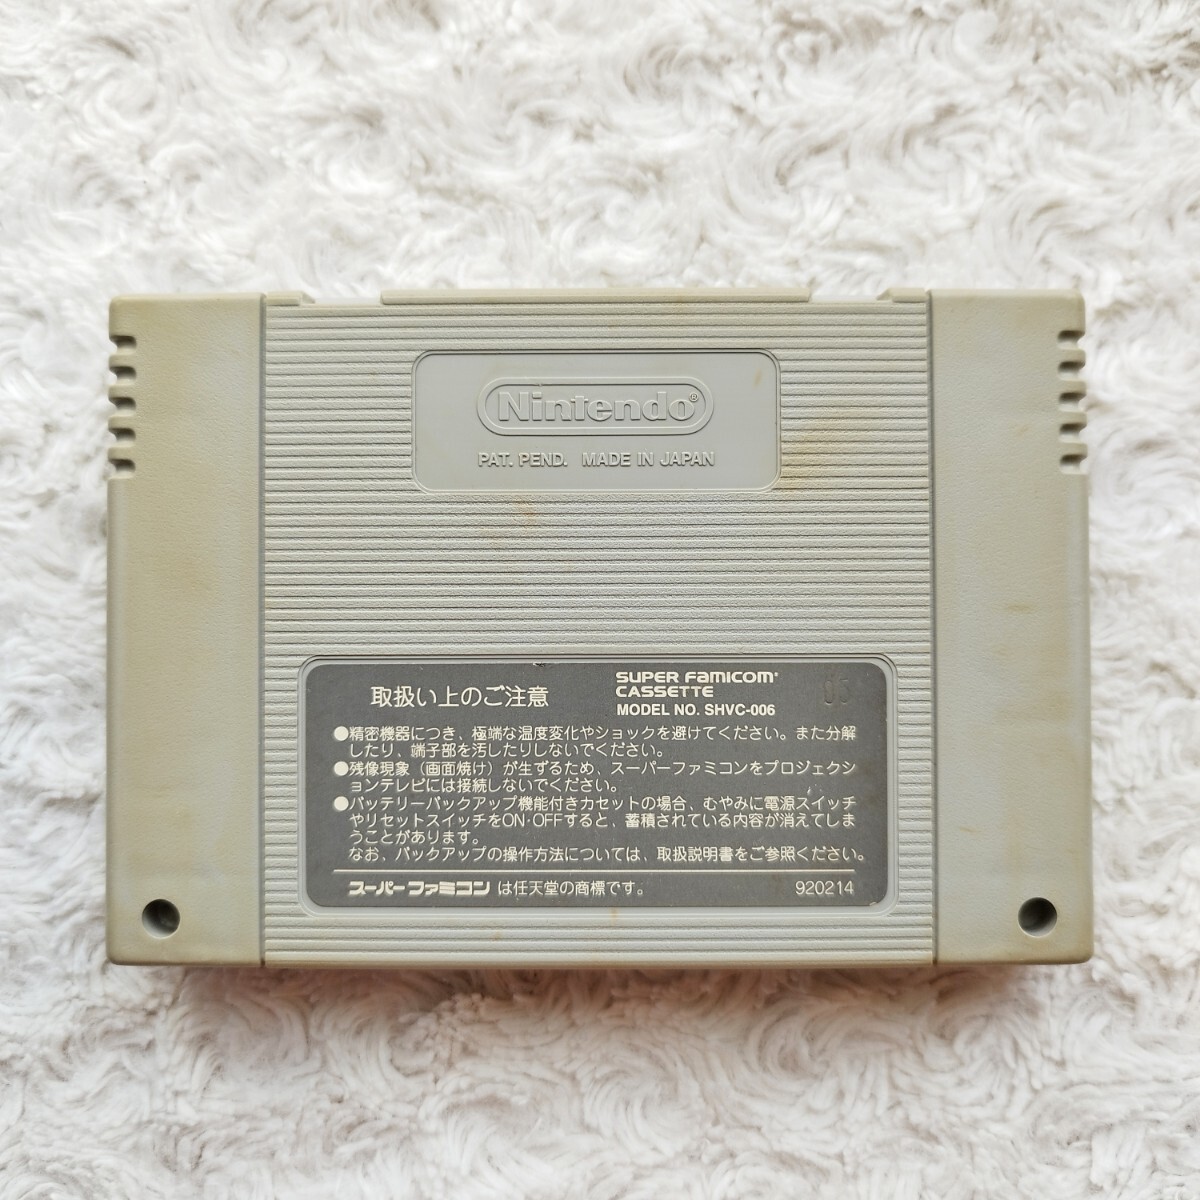 Nintendo®
PAT. PEND. MADE IN JAPAN
取扱い上のご注意
SUPER FAMICOM
CASSETTE
MODEL NO. SHVC-006
05
●精密機器につき、極端な温度変化やショックを避けてください。また分解
したり、端子部を汚したりしないでください。
●残像現象(画面焼け)が生ずるため、スーパーファミコンをプロジェクシ
ョンテレビには接続しないでください。
●バッテリーバックアップ機能付きカセットの場合、むやみに電源スイッチ
やリセットスイッチをON・OFFすると、蓄積されている内容が消えてしま
うことがあります。
なお、バックアップの操作方法については、取扱説明書をご参照ください。
スーパーファミコンは任天堂の商標です。 920214